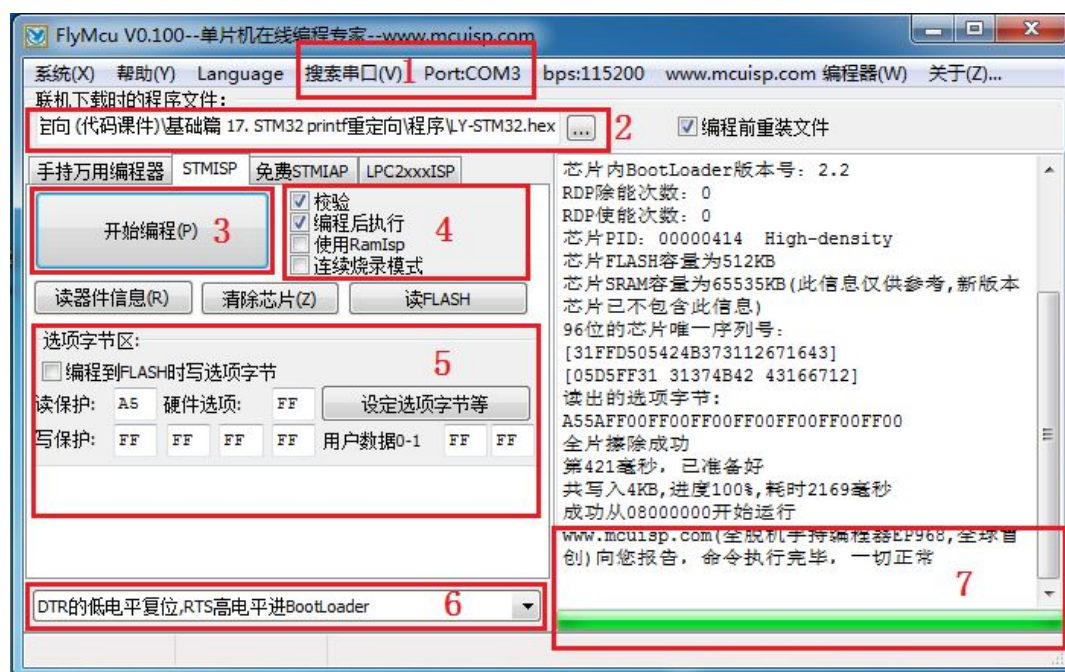 FlyMcu V0.100--单片机在线编程专家--www.mcuisp.com
系统(X) 帮助(Y) Language 搜索串口(V) 1 Port:COM3 bps:115200 www.mcuisp.com 编程器(W) 关于(Z)...
联机下载时的程序文件:
定向 (代码课件)\基础篇 17. STM32 printf重定向\程序\LY-STM32.hex ... 2 编程前重装文件
手持万用编程器 STMISP 免费STMIAP LPC2xxxISP
开始编程(P) 3
校验
编程后执行
使用RamIsp
连续烧录模式
4
读器件信息(R) 清除芯片(Z) 读FLASH
选项字节区:
5
编程到FLASH时写选项字节
读保护: A5 硬件选项: FF 设定选项字节等
写保护: FF FF FF FF 用户数据0-1 FF FF
DTR的低电平复位,RTS高电平进BootLoader 6
芯片内BootLoader版本号: 2.2
RDP除能次数: 0
RDP使能次数: 0
芯片PID: 00000414 High-density
芯片FLASH容量为512KB
芯片SRAM容量为65535KB(此信息仅供参考,新版本
芯片已不包含此信息)
96位的芯片唯一序列号:
[31FFD505424B373112671643]
[05D5FF31 31374B42 43166712]
读出的选项字节:
A55AFF00FF00FF00FF00FF00FF00FF00
全片擦除成功
第421毫秒, 已准备好
共写入4KB,进度100%,耗时2169毫秒
成功从08000000开始运行
www.mcuisp.com(全脱机手持编程器EP968,全球首
创)向您报告, 命令执行完毕, 一切正常
7